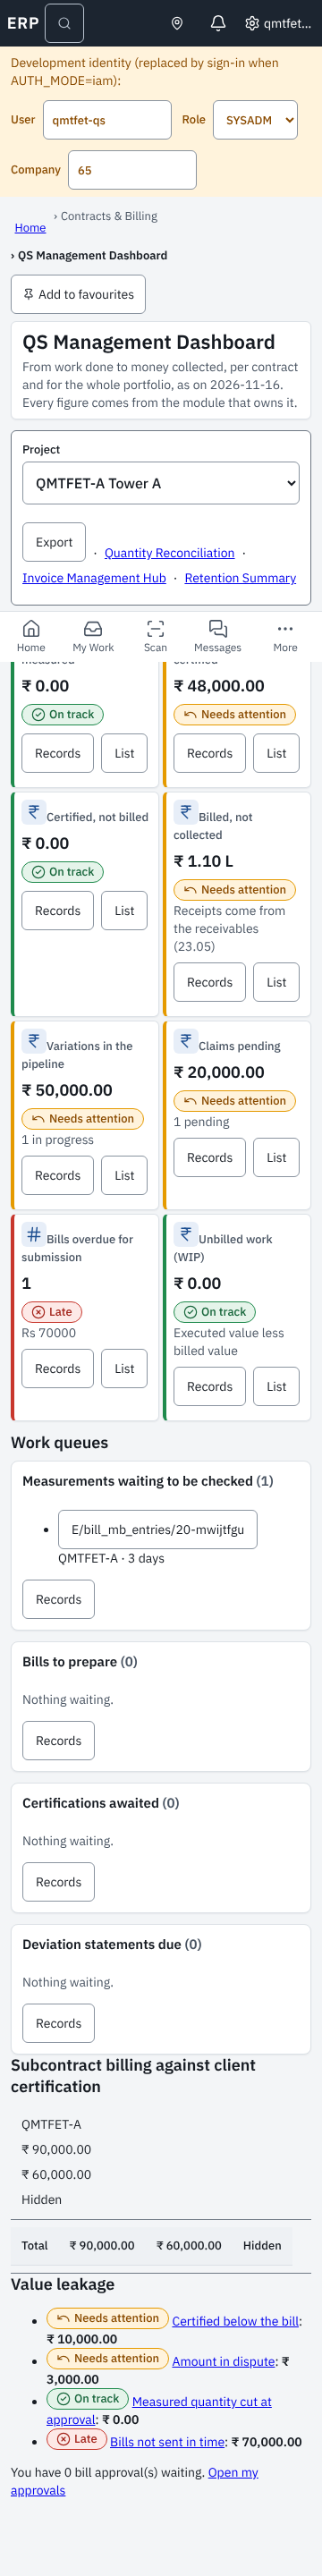 ERP
qmtfet...
Development identity (replaced by sign-in when
AUTH_MODE=iam):
User qmtfet-qs Role SYSADM
Company 65
Home › Contracts & Billing
› QS Management Dashboard
Add to favourites
QS Management Dashboard
From work done to money collected, per contract
and for the whole portfolio, as on 2026-11-16.
Every figure comes from the module that owns it.
Project
QMTFET-A Tower A
Export · Quantity Reconciliation ·
Invoice Management Hub · Retention Summary
Home My Work Scan Messages More
₹ 0.00
On track
Records List
₹ 48,000.00
Needs attention
Records List
Certified, not billed
₹ 0.00
On track
Records List
Billed, not
collected
₹ 1.10 L
Needs attention
Receipts come from
the receivables
(23.05)
Records List
Variations in the
pipeline
₹ 50,000.00
Needs attention
1 in progress
Records List
Claims pending
₹ 20,000.00
Needs attention
1 pending
Records List
Bills overdue for
submission
1
Late
Rs 70000
Records List
Unbilled work
(WIP)
₹ 0.00
On track
Executed value less
billed value
Records List
Work queues
Measurements waiting to be checked (1)
E/bill_mb_entries/20-mwijtfgu
QMTFET-A · 3 days
Records
Bills to prepare (0)
Nothing waiting.
Records
Certifications awaited (0)
Nothing waiting.
Records
Deviation statements due (0)
Nothing waiting.
Records
Subcontract billing against client
certification
QMTFET-A
₹ 90,000.00
₹ 60,000.00
Hidden
Total ₹ 90,000.00 ₹ 60,000.00 Hidden
Value leakage
Needs attention Certified below the bill:
₹ 10,000.00
Needs attention Amount in dispute: ₹
3,000.00
On track Measured quantity cut at
approval: ₹ 0.00
Late Bills not sent in time: ₹ 70,000.00
You have 0 bill approval(s) waiting. Open my
approvals